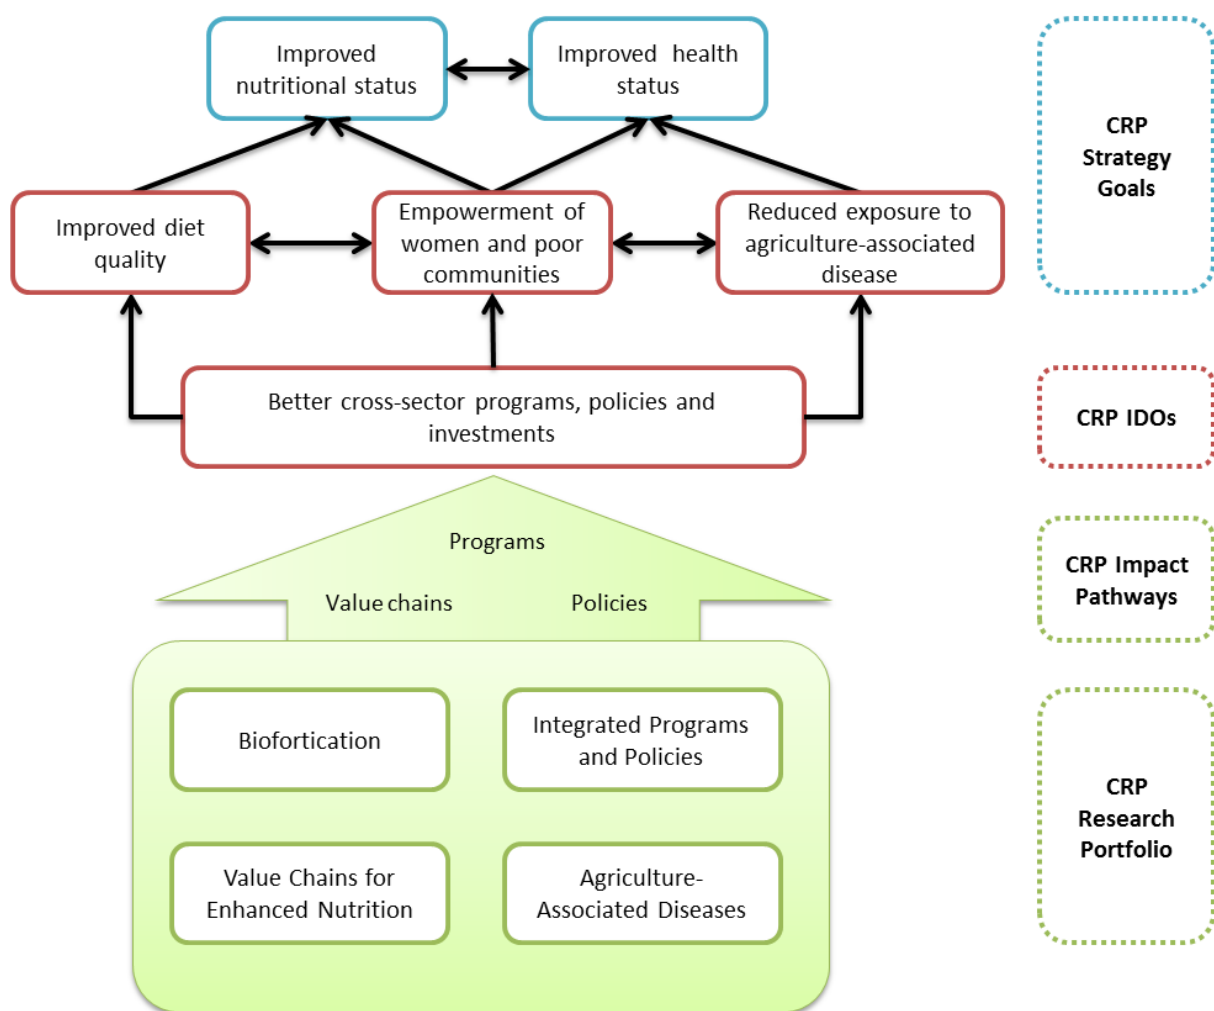 Improved
nutritional status
Improved health
status
CRP
Strategy
Goals
Improved diet
quality
Empowerment of
women and poor
communities
Reduced exposure to
agriculture-associated
disease
Better cross-sector programs, policies and
investments
CRP IDOs
Programs
Value chains
Policies
CRP Impact
Pathways
Biofortication
Integrated Programs
and Policies
Value Chains for
Enhanced Nutrition
Agriculture-
Associated Diseases
CRP
Research
Portfolio